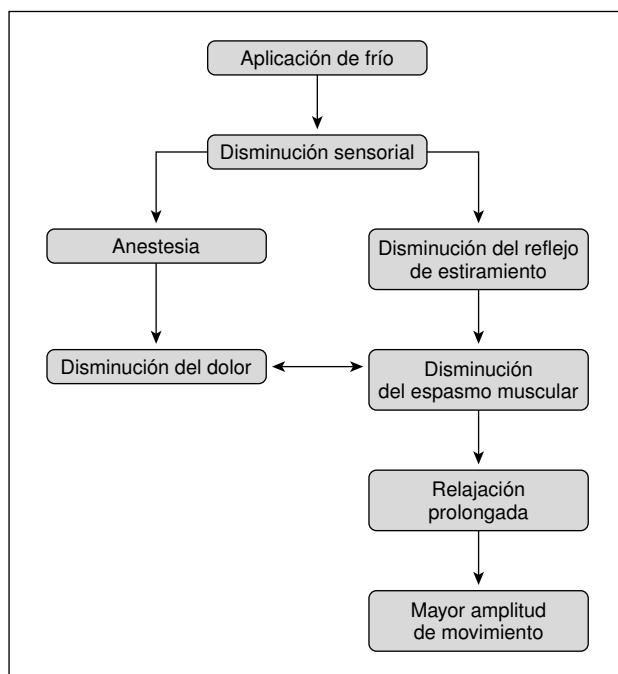 Aplicación de frío
Disminución sensorial
Anestesia
Disminución del reflejo
de estiramiento
Disminución del dolor
Disminución
del espasmo muscular
Relajación
prolongada
Mayor amplitud
de movimiento